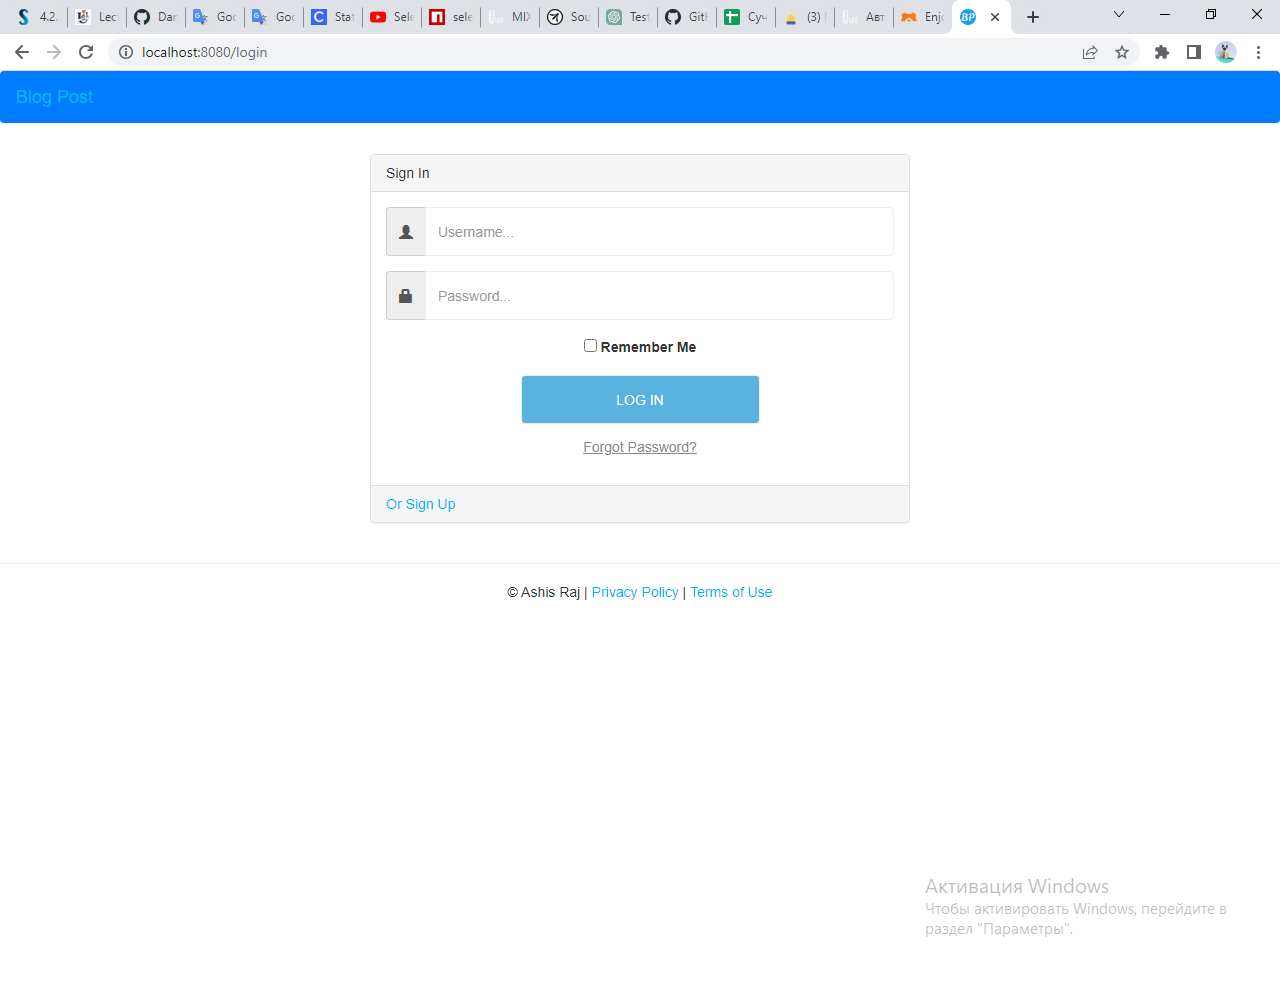 4.2. Lec Dar Goo Goo Stat Sele sele MIX Sou Test GitH Суч (3) Авт Enjo BP
localhost:8080/login
Blog Post
Sign In
Username...
Password...
Remember Me
LOG IN
Forgot Password?
Or Sign Up
© Ashis Raj | Privacy Policy | Terms of Use
Активация Windows
Чтобы активировать Windows, перейдите в
раздел "Параметры".